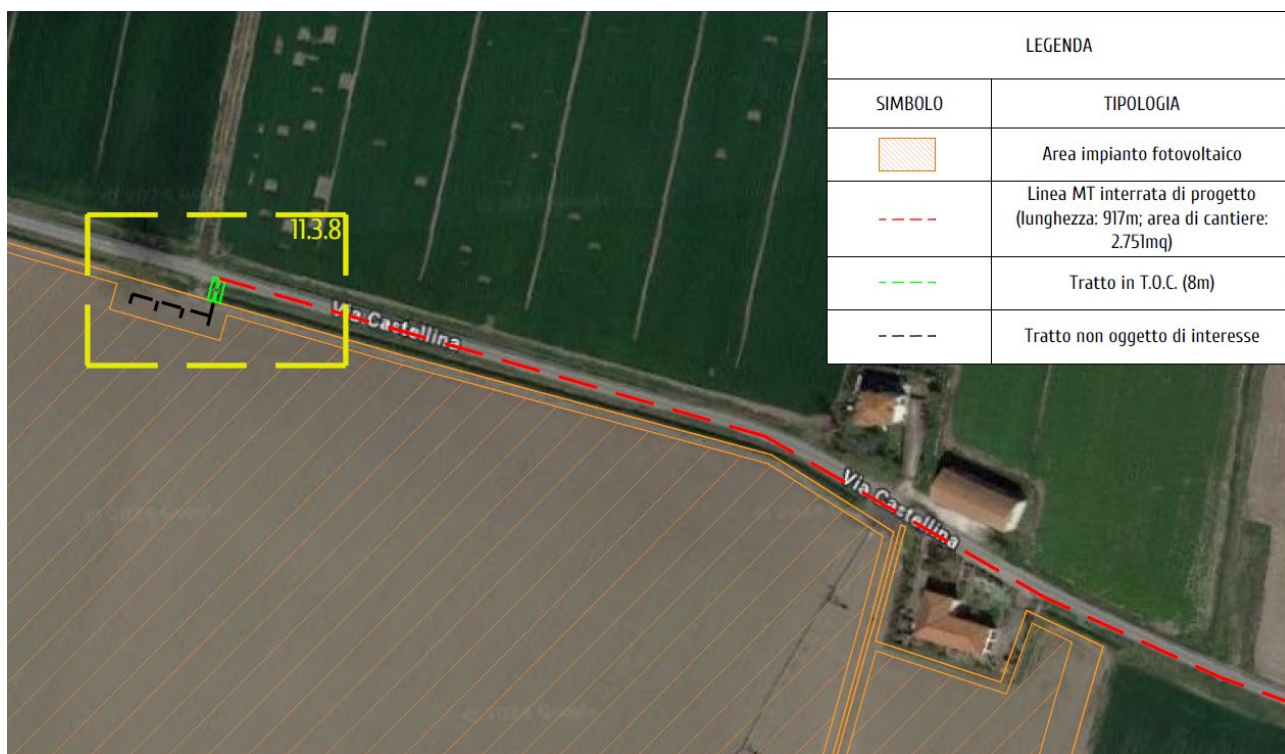 LEGENDA
SIMBOLO
TIPOLOGIA
Area impianto fotovoltaico
Linea MT interrata di progetto
(lunghezza: 917m; area di cantiere:
2.751mq)
Tratto in T.O.C. (8m)
Tratto non oggetto di interesse
11.3.8
Via Castellina
Via Castellina